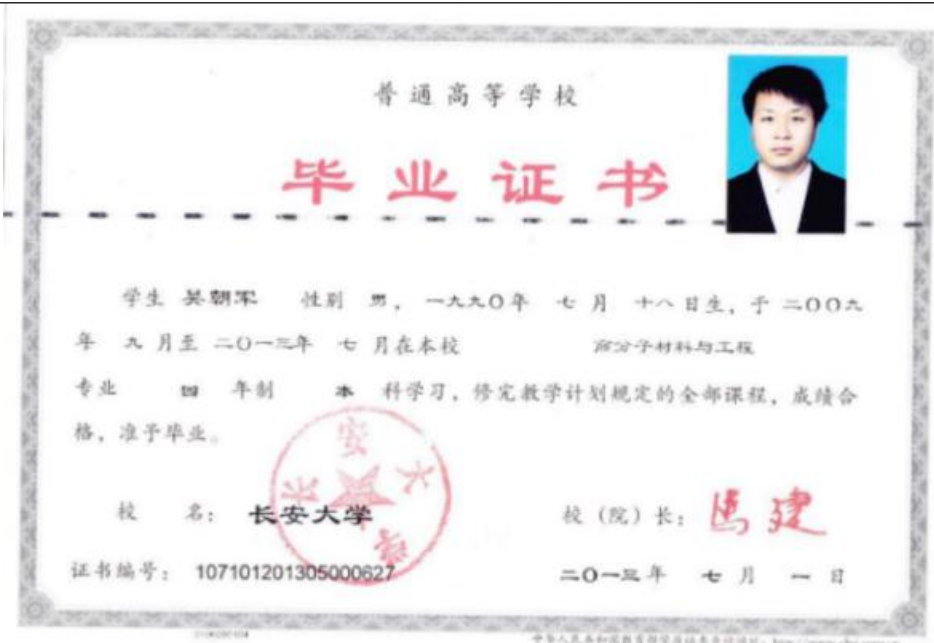 普通高等学校
毕业证书
学生 吴朝军 性别 男，一九九〇年 七 月 十八日生，于 二〇〇九
年 九 月至 二〇一三年 七 月在本校 高分子材料与工程
专业 四 年制 本 科学习，修完教学计划规定的全部课程，成绩合
格，准予毕业。
长安大学
校 名：长安大学 校（院）长：马建
证书编号：107101201305000627 二〇一三年 七 月 一 日